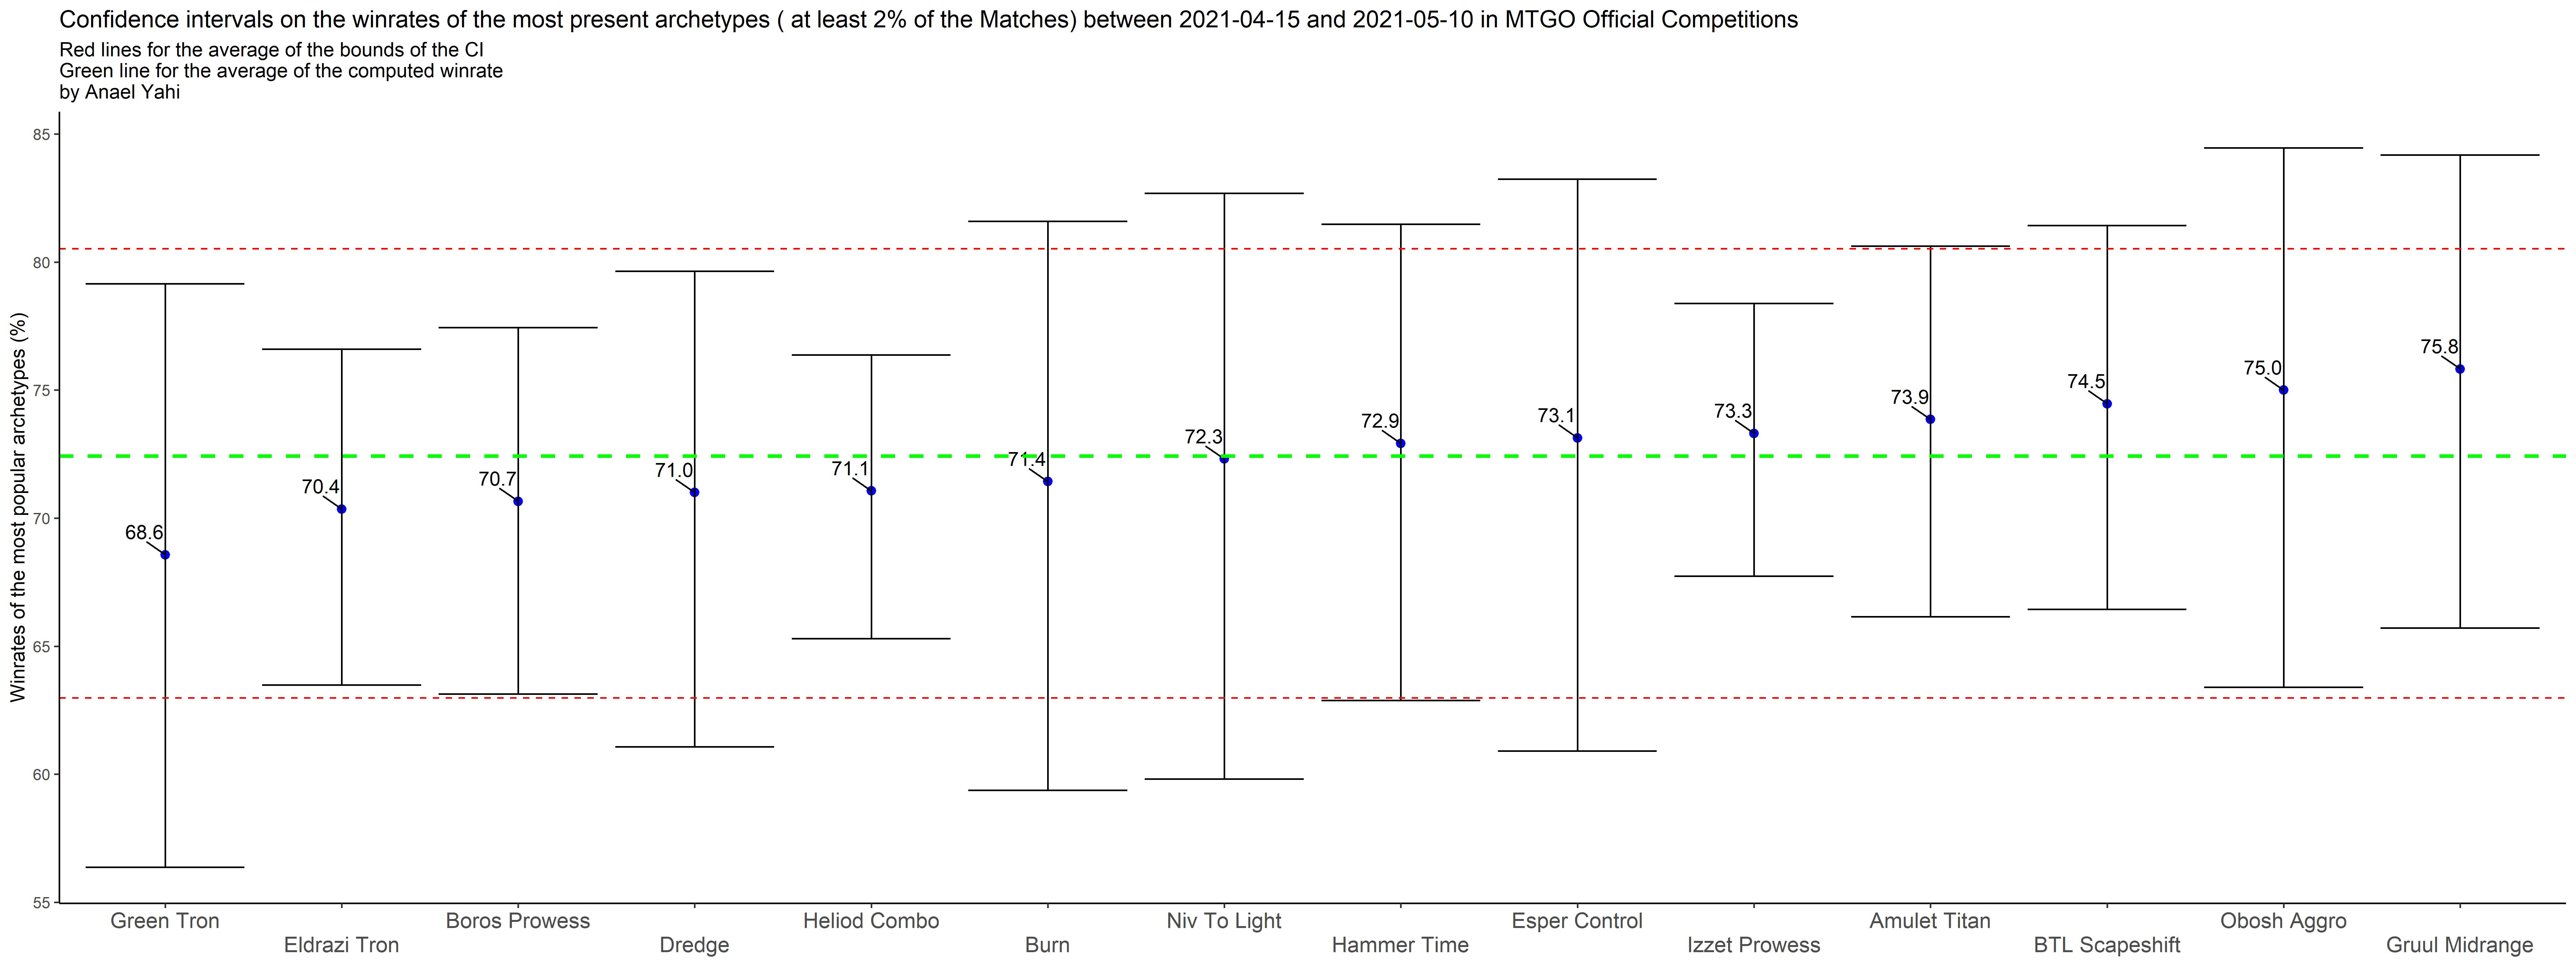 Confidence intervals on the winrates of the most present archetypes ( at least 2% of the Matches) between 2021-04-15 and 2021-05-10 in MTGO Official Competitions
Red lines for the average of the bounds of the CI
Green line for the average of the computed winrate
by Anael Yahi
Winrates of the most popular archetypes (%)
85
80
75
70
65
60
55
68.6
70.4
70.7
71.0
71.1
71.4
72.3
72.9
73.1
73.3
73.9
74.5
75.0
75.8
Green Tron
Eldrazi Tron
Boros Prowess
Dredge
Heliod Combo
Burn
Niv To Light
Hammer Time
Esper Control
Izzet Prowess
Amulet Titan
BTL Scapeshift
Obosh Aggro
Gruul Midrange